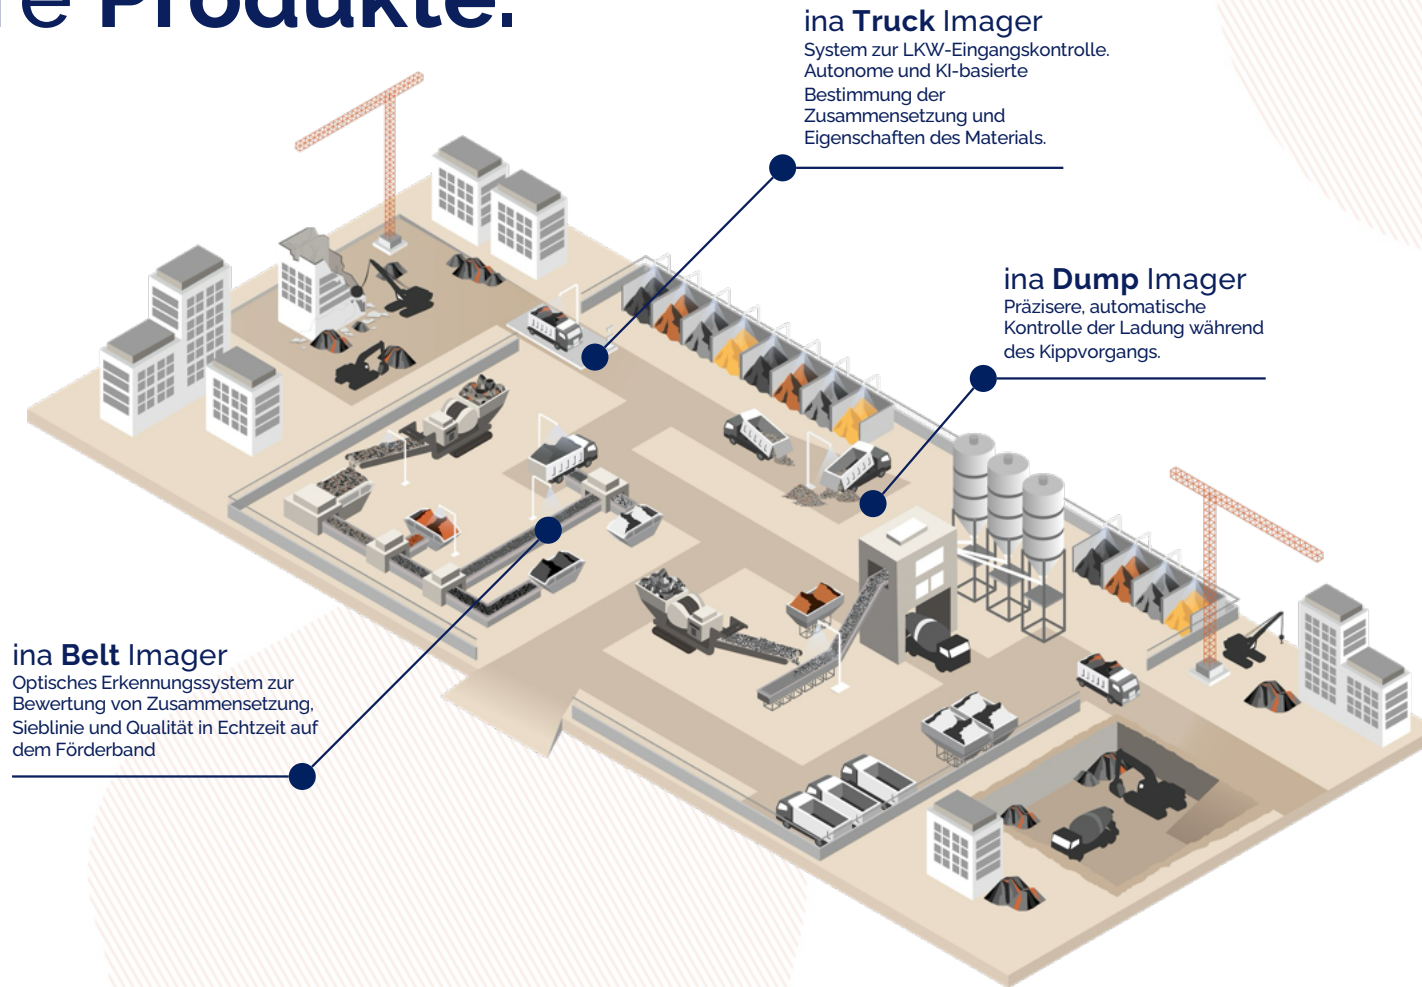 Produkte.
ina Truck Imager
System zur LKW-Eingangskontrolle.
Autonome und KI-basierte
Bestimmung der
Zusammensetzung und
Eigenschaften des Materials.
ina Dump Imager
Präzisere, automatische
Kontrolle der Ladung während
des Kippvorgangs.
ina Belt Imager
Optisches Erkennungssystem zur
Bewertung von Zusammensetzung,
Sieblinie und Qualität in Echtzeit auf
dem Förderband